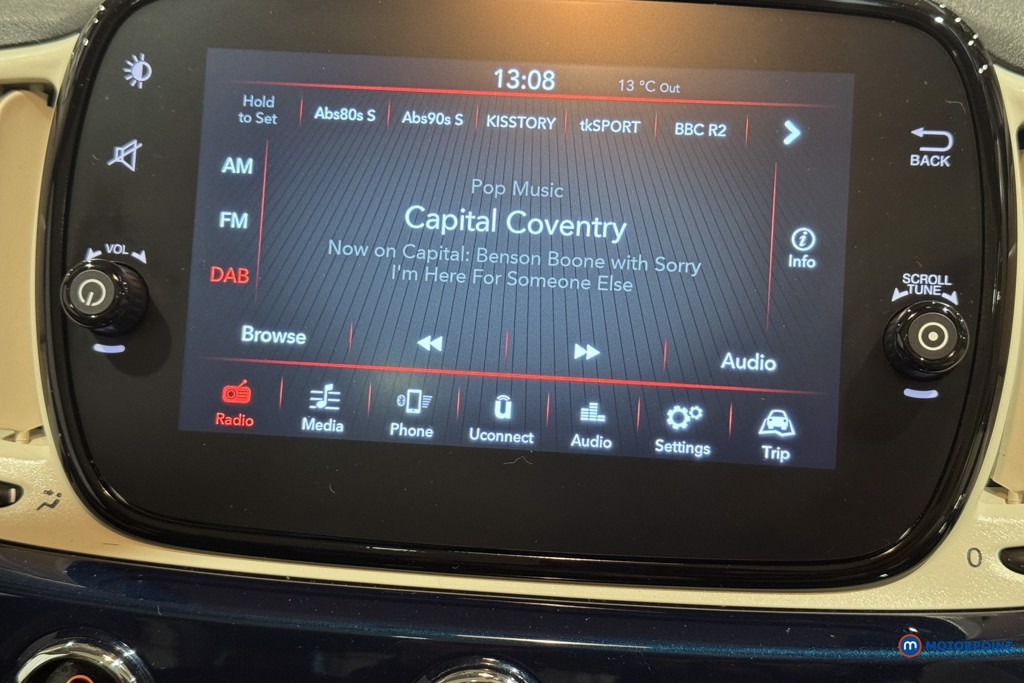 13:08
13 °C Out
Hold
to Set
Abs80s S
Abs90s S
KISSTORY
tkSPORT
BBC R2
BACK
AM
FM
DAB
VOL
Pop Music
Capital Coventry
Now on Capital: Benson Boone with Sorry
I'm Here For Someone Else
i
Info
SCROLL
TUNE
Browse
Audio
Radio
Media
Phone
Uconnect
Audio
Settings
Trip
0
m MOTORPOINT